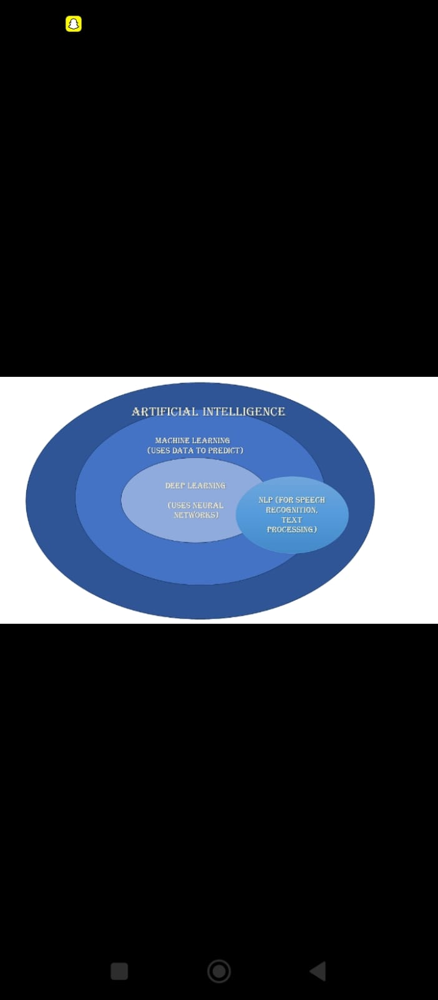 ARTIFICIAL INTELLIGENCE
MACHINE LEARNING
(USES DATA TO PREDICT)
DEEP LEARNING
(USES NEURAL
NETWORKS)
NLP (FOR SPEECH
RECOGNITION,
TEXT
PROCESSING)